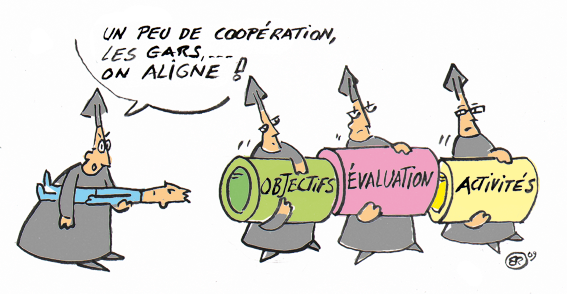 UN PEU DE COOPÉRATION,
LES GARS,....
ON ALIGNE !
OBJECTIFS
ÉVALUATION
ACTIVITÉS